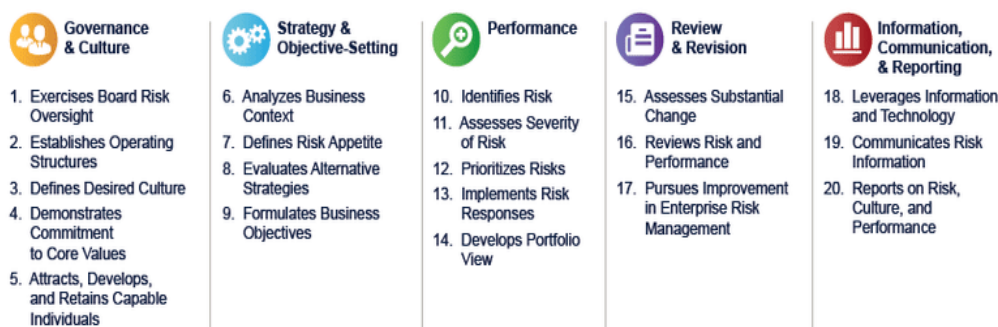 Governance
& Culture
1. Exercises Board Risk
Oversight
2. Establishes Operating
Structures
3. Defines Desired Culture
4. Demonstrates
Commitment
to Core Values
5. Attracts, Develops,
and Retains Capable
Individuals
Strategy &
Objective-Setting
6. Analyzes Business
Context
7. Defines Risk Appetite
8. Evaluates Alternative
Strategies
9. Formulates Business
Objectives
Performance
10. Identifies Risk
11. Assesses Severity
of Risk
12. Prioritizes Risks
13. Implements Risk
Responses
14. Develops Portfolio
View
Review
& Revision
15. Assesses Substantial
Change
16. Reviews Risk and
Performance
17. Pursues Improvement
in Enterprise Risk
Management
Information,
Communication,
& Reporting
18. Leverages Information
and Technology
19. Communicates Risk
Information
20. Reports on Risk,
Culture, and
Performance